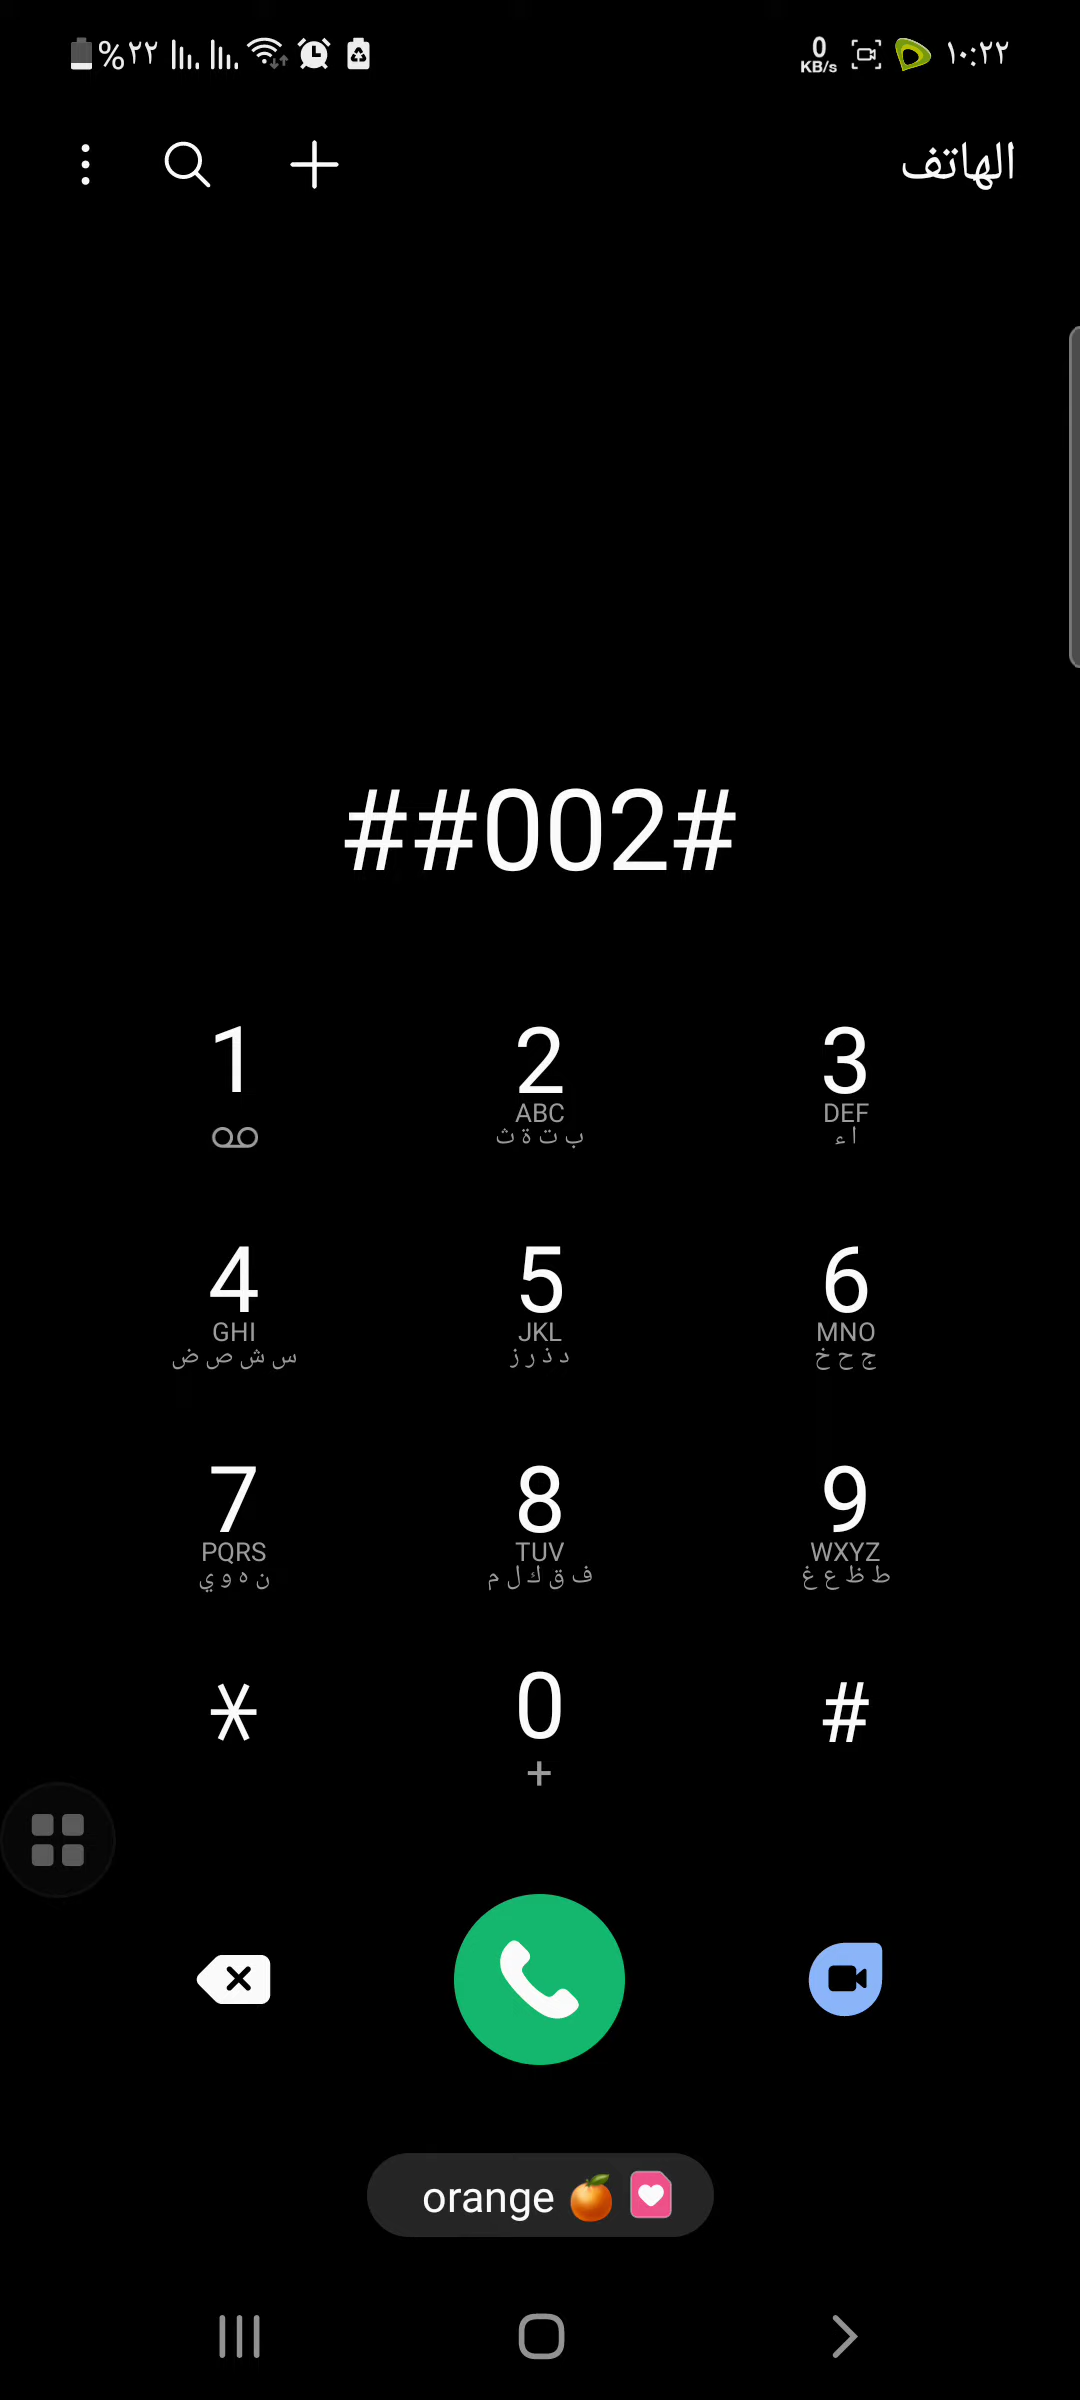 %٢٢ 0 KB/s ١٠:٢٢
الهاتف
##002#
1 2 3
ABC DEF
ب ت ة ث ا ء
4 5 6
GHI JKL MNO
س ش ص ض د ذ ر ز ج ح خ
7 8 9
PQRS TUV WXYZ
ن ه و ي ف ق ك ل م ط ظ ع غ
* 0 #
+
orange 🍊